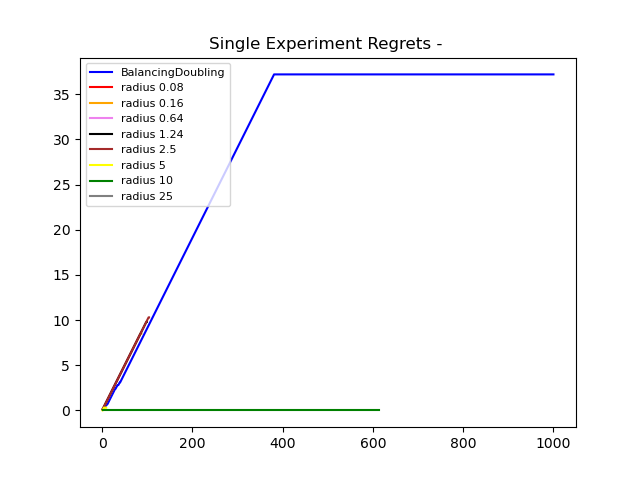 Single Experiment Regrets -
BalancingDoubling
radius 0.08
radius 0.16
radius 0.64
radius 1.24
radius 2.5
radius 5
radius 10
radius 25
35
30
25
20
15
10
5
0
0 200 400 600 800 1000